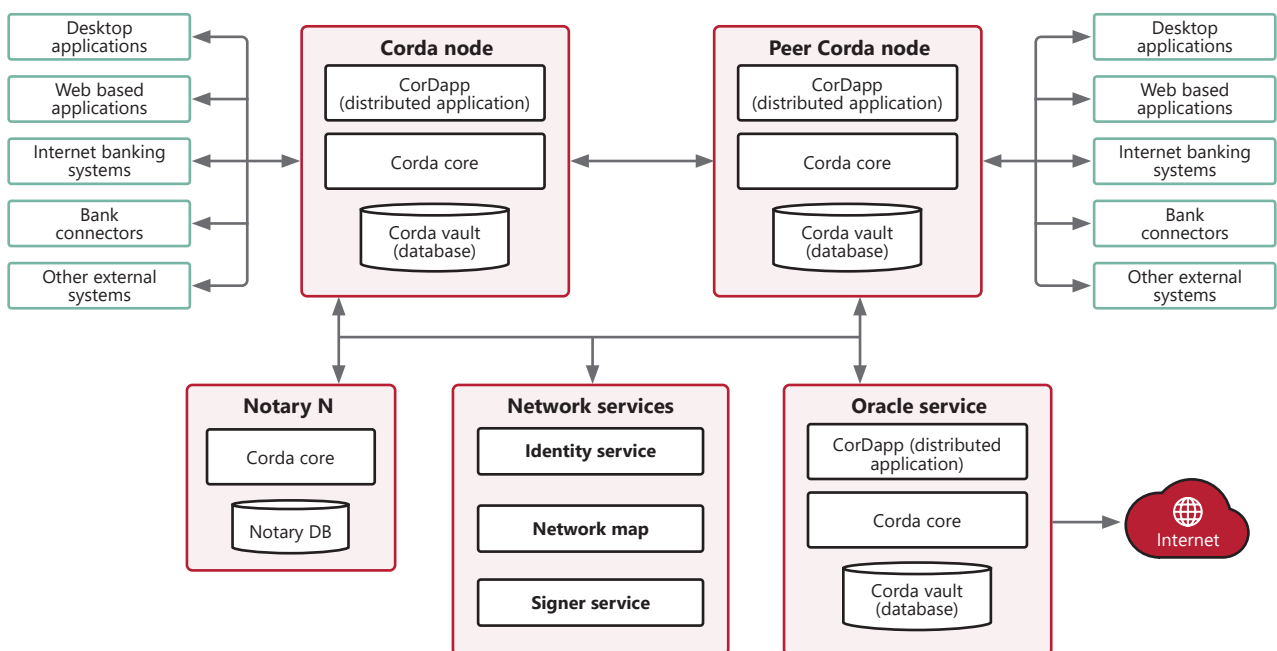 Desktop
applications
Web based
applications
Internet banking
systems
Bank
connectors
Other external
systems
Corda node
CorDapp
(distributed application)
Corda core
Corda vault
(database)
Peer Corda node
CorDapp
(distributed application)
Corda core
Corda vault
(database)
Desktop
applications
Web based
applications
Internet banking
systems
Bank
connectors
Other external
systems
Notary N
Corda core
Notary DB
Network services
Identity service
Network map
Signer service
Oracle service
CorDapp (distributed
application)
Corda core
Corda vault
(database)
Internet